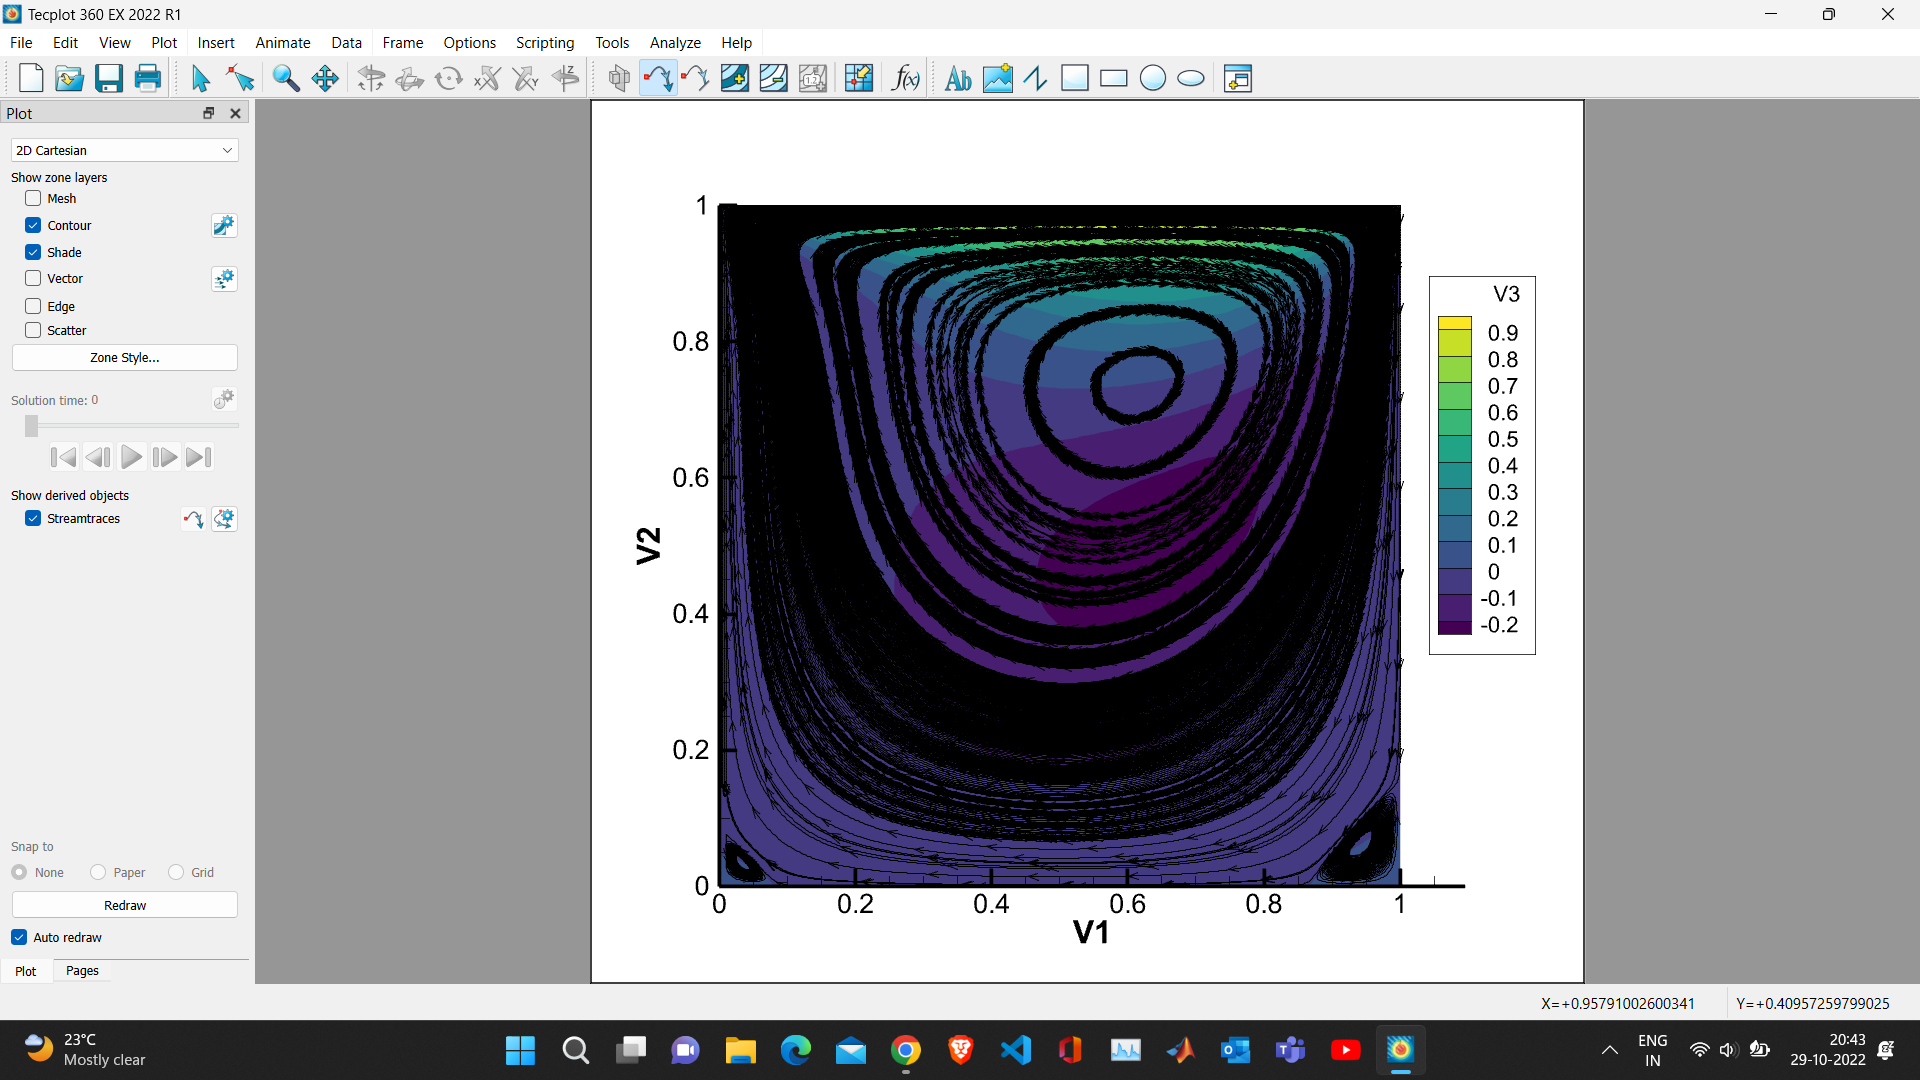 Tecplot 360 EX 2022 R1
File Edit View Plot Insert Animate Data Frame Options Scripting Tools Analyze Help
Plot
2D Cartesian
Show zone layers
Mesh
Contour
Shade
Vector
Edge
Scatter
Zone Style...
Solution time: 0
Show derived objects
Streamtraces
Snap to
None Paper Grid
Redraw
Auto redraw
Plot Pages
1
0.8
0.6
0.4
0.2
0
V2
0 0.2 0.4 0.6 0.8 1
V1
V3
0.9
0.8
0.7
0.6
0.5
0.4
0.3
0.2
0.1
0
-0.1
-0.2
X=+0.95791002600341 Y=+0.40957259799025
23°C
Mostly clear
ENG
IN
20:43
29-10-2022